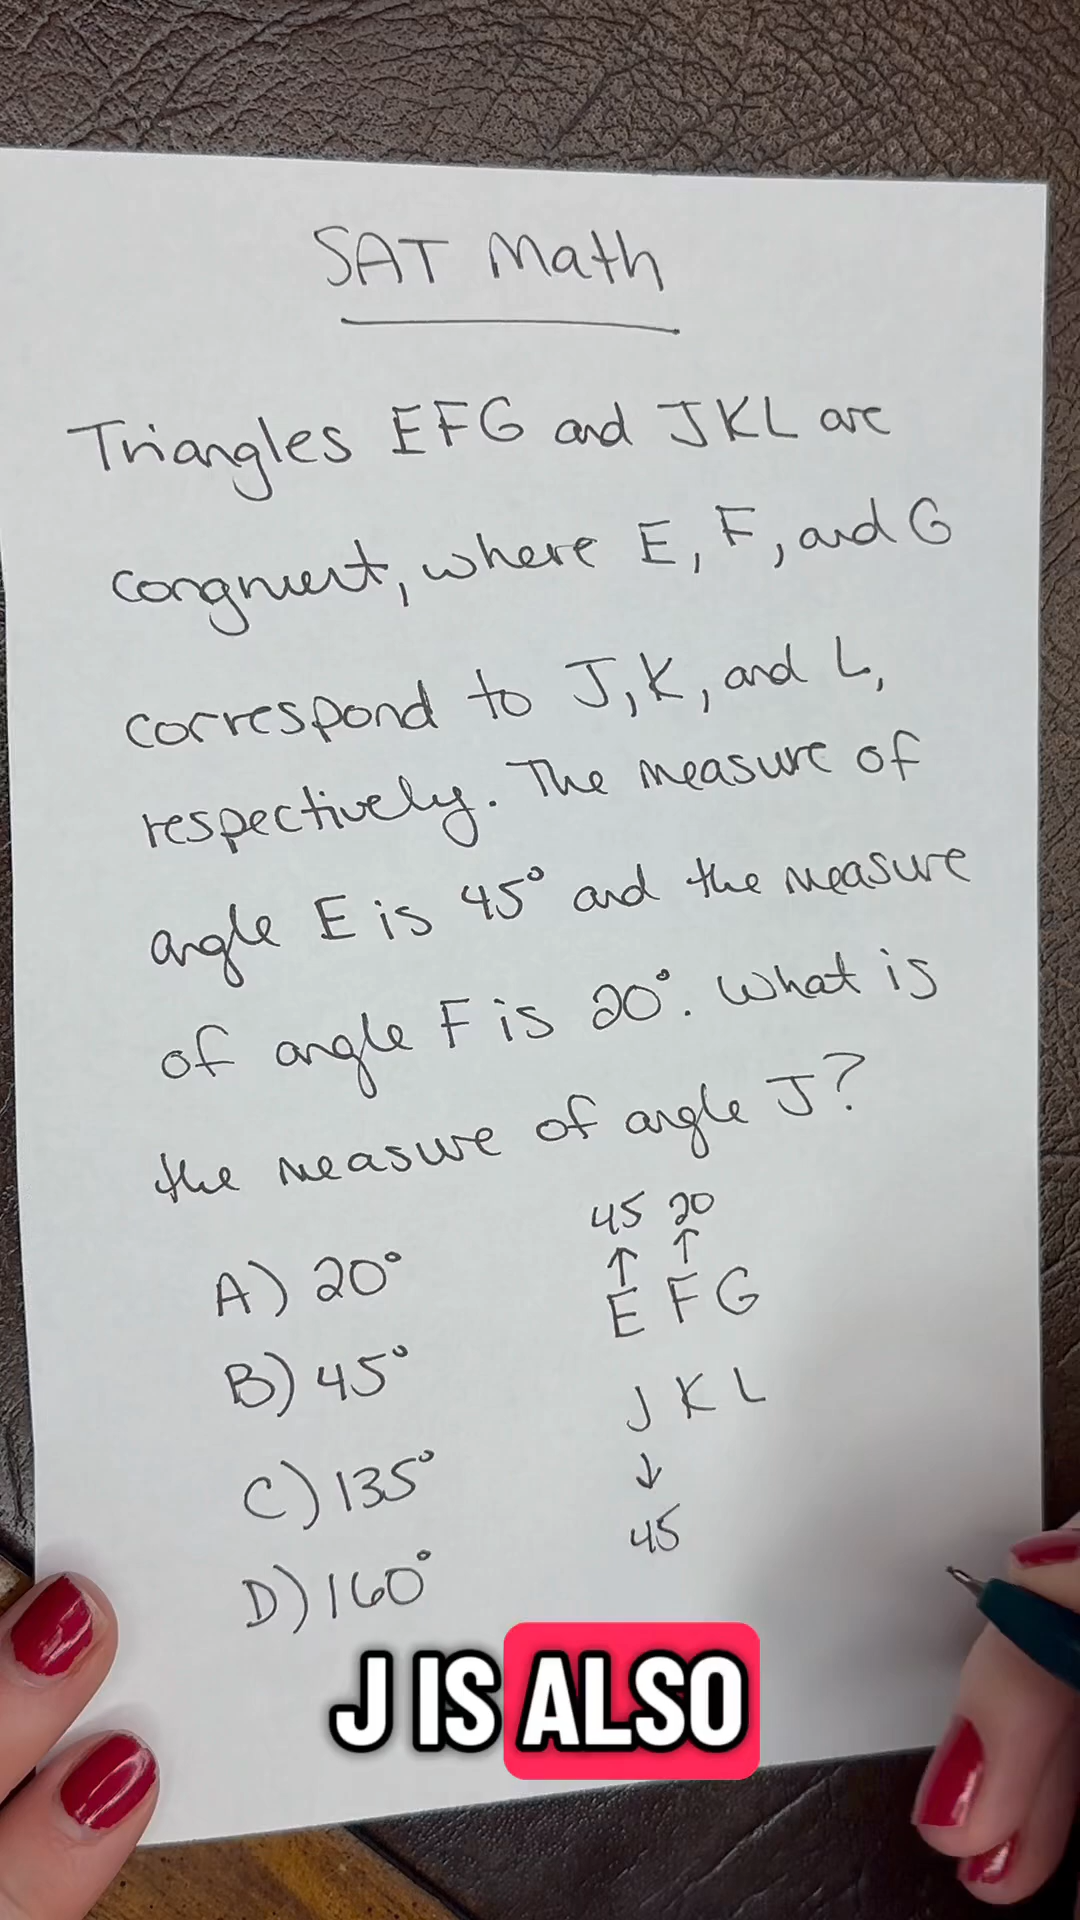 SAT Math
Triangles EFG and JKL are
congruent, where E, F, and G
correspond to J, K, and L,
respectively. The measure of
angle E is 45° and the measure
of angle F is 20°. What is
the measure of angle J?
A) 20°
B) 45°
C) 135°
D) 160°
45 20
↑ ↑
E F G
J K L
↓
45
J IS ALSO